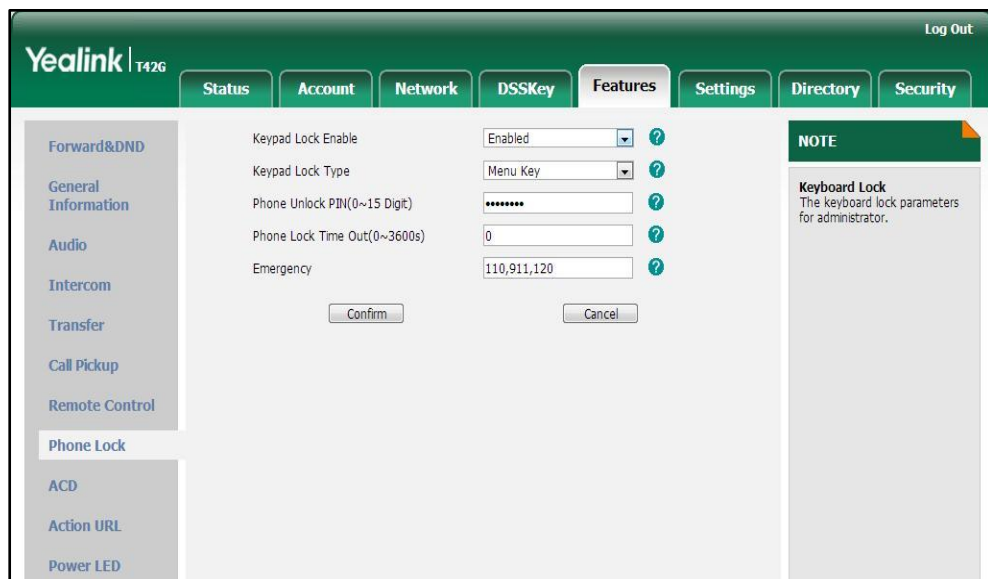 Log Out
Yealink T42G
Status Account Network DSSKey Features Settings Directory Security
Forward&DND
General
Information
Audio
Intercom
Transfer
Call Pickup
Remote Control
Phone Lock
ACD
Action URL
Power LED
Keypad Lock Enable Enabled ?
Keypad Lock Type Menu Key ?
Phone Unlock PIN(0~15 Digit) •••••••• ?
Phone Lock Time Out(0~3600s) 0 ?
Emergency 110,911,120 ?
Confirm Cancel
NOTE
Keyboard Lock
The keyboard lock parameters
for administrator.